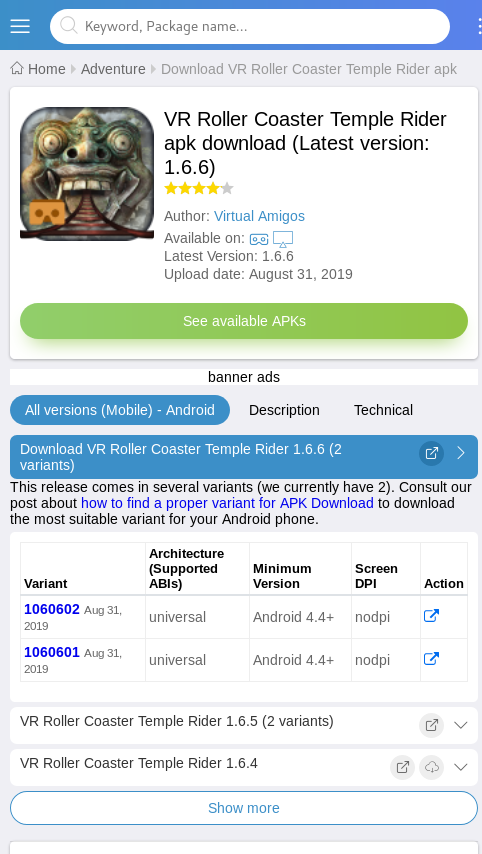 Keyword, Package name...
Home Adventure Download VR Roller Coaster Temple Rider apk
VR Roller Coaster Temple Rider
apk download (Latest version:
1.6.6)
Author: Virtual Amigos
Available on:
Latest Version: 1.6.6
Upload date: August 31, 2019
See available APKs
banner ads
All versions (Mobile) - Android Description Technical
Download VR Roller Coaster Temple Rider 1.6.6 (2
variants)
This release comes in several variants (we currently have 2). Consult our
post about how to find a proper variant for APK Download to download
the most suitable variant for your Android phone.
Variant Architecture (Supported ABIs) Minimum Version Screen DPI Action
1060602 Aug 31, 2019 universal Android 4.4+ nodpi
1060601 Aug 31, 2019 universal Android 4.4+ nodpi
VR Roller Coaster Temple Rider 1.6.5 (2 variants)
VR Roller Coaster Temple Rider 1.6.4
Show more